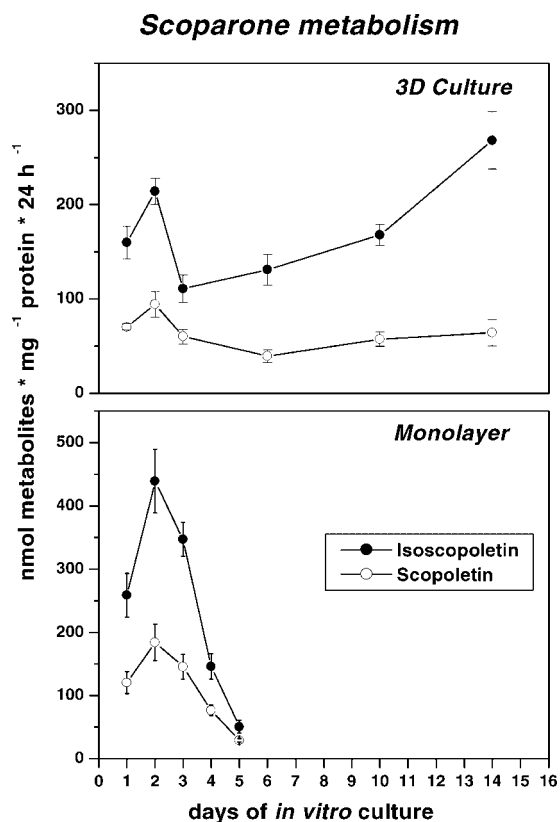 Scoparone metabolism
3D Culture
300
200
100
0
nmol metabolites * mg -1 protein * 24 h -1
Monolayer
500
400
300
200
100
0
Isoscopoletin
Scopoletin
0 1 2 3 4 5 6 7 8 9 10 11 12 13 14 15 16
days of in vitro culture